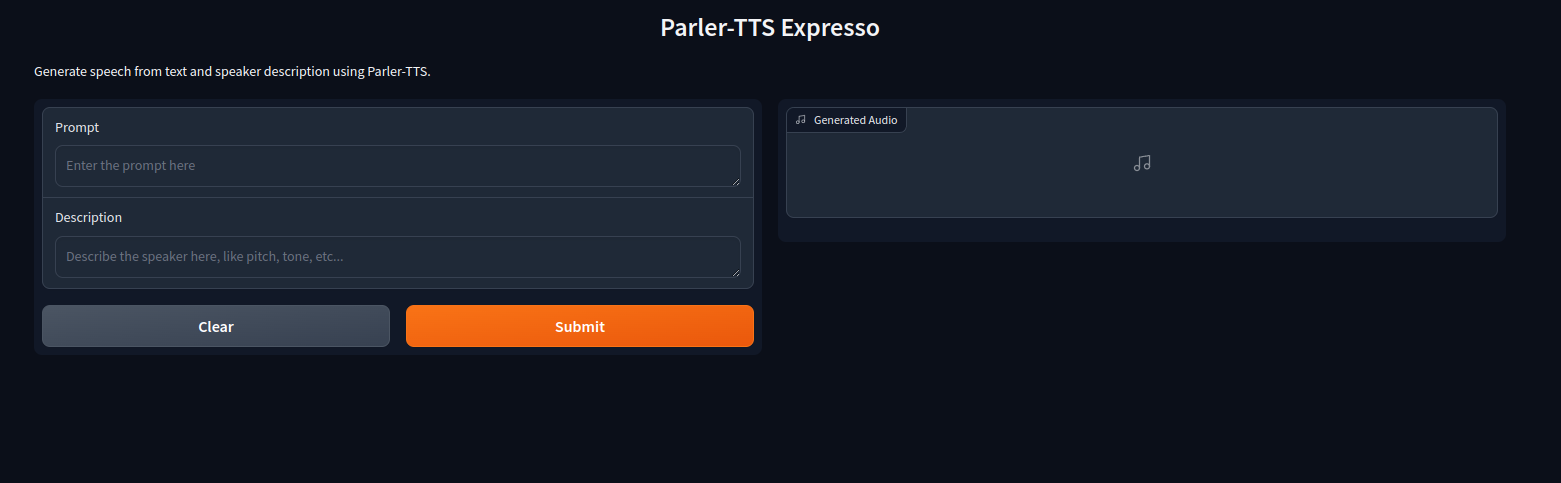 Parler-TTS Expresso
Generate speech from text and speaker description using Parler-TTS.
Prompt
Enter the prompt here
Description
Describe the speaker here, like pitch, tone, etc...
Clear
Submit
Generated Audio